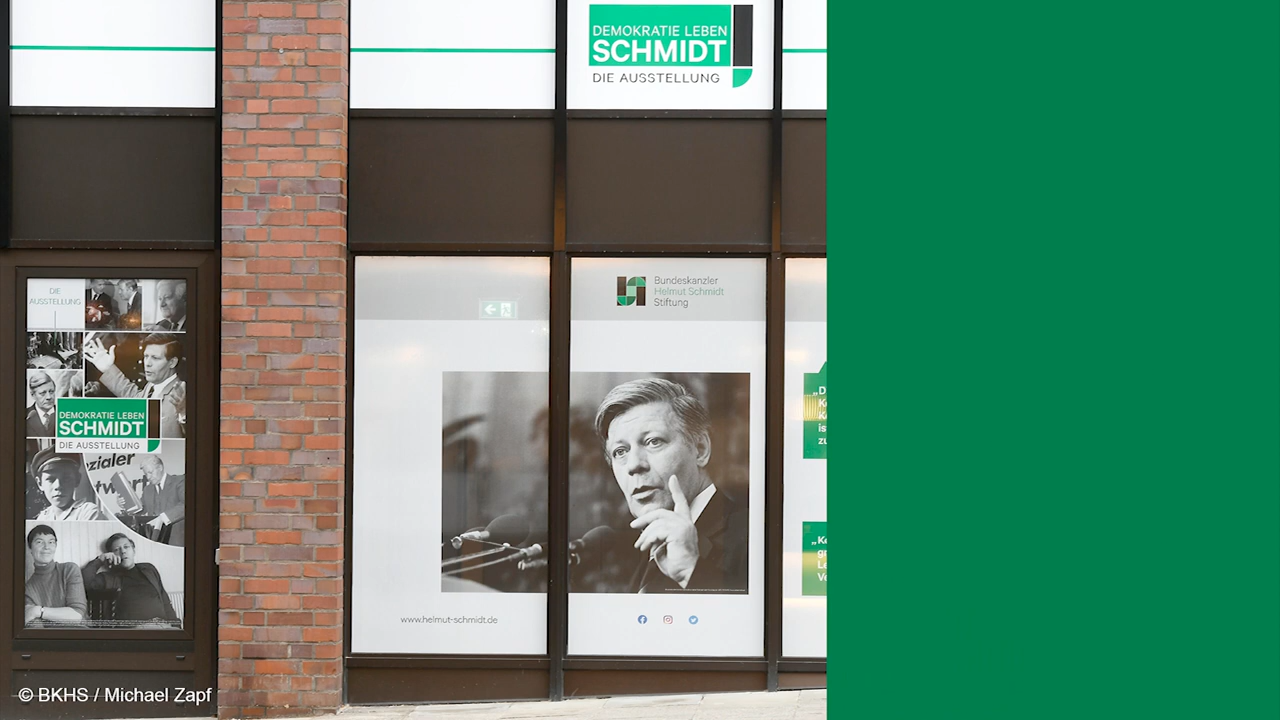 DEMOKRATIE LEBEN
SCHMIDT
DIE AUSSTELLUNG
DIE
AUSSTELLUNG
DEMOKRATIE LEBEN
SCHMIDT
DIE AUSSTELLUNG
zialer
Bundeskanzler
Helmut Schmidt
Stiftung
www.helmut-schmidt.de
© BKHS / Michael Zapf